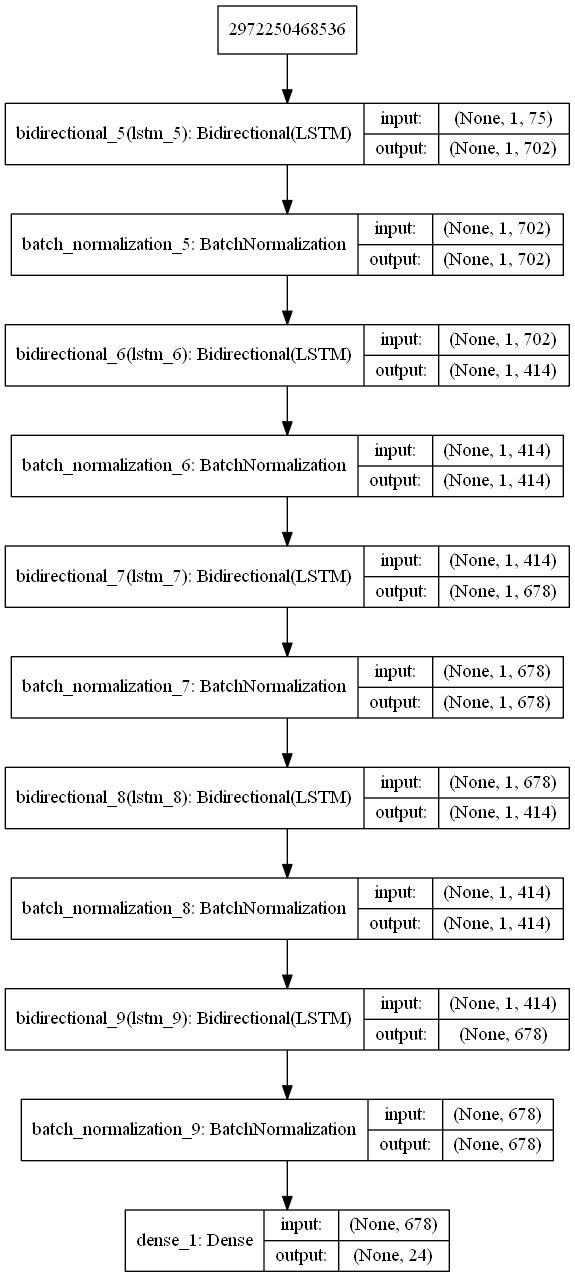 2972250468536
bidirectional_5(lstm_5): Bidirectional(LSTM)
input: (None, 1, 75)
output: (None, 1, 702)
batch_normalization_5: BatchNormalization
input: (None, 1, 702)
output: (None, 1, 702)
bidirectional_6(lstm_6): Bidirectional(LSTM)
input: (None, 1, 702)
output: (None, 1, 414)
batch_normalization_6: BatchNormalization
input: (None, 1, 414)
output: (None, 1, 414)
bidirectional_7(lstm_7): Bidirectional(LSTM)
input: (None, 1, 414)
output: (None, 1, 678)
batch_normalization_7: BatchNormalization
input: (None, 1, 678)
output: (None, 1, 678)
bidirectional_8(lstm_8): Bidirectional(LSTM)
input: (None, 1, 678)
output: (None, 1, 414)
batch_normalization_8: BatchNormalization
input: (None, 1, 414)
output: (None, 1, 414)
bidirectional_9(lstm_9): Bidirectional(LSTM)
input: (None, 1, 414)
output: (None, 678)
batch_normalization_9: BatchNormalization
input: (None, 678)
output: (None, 678)
dense_1: Dense
input: (None, 678)
output: (None, 24)